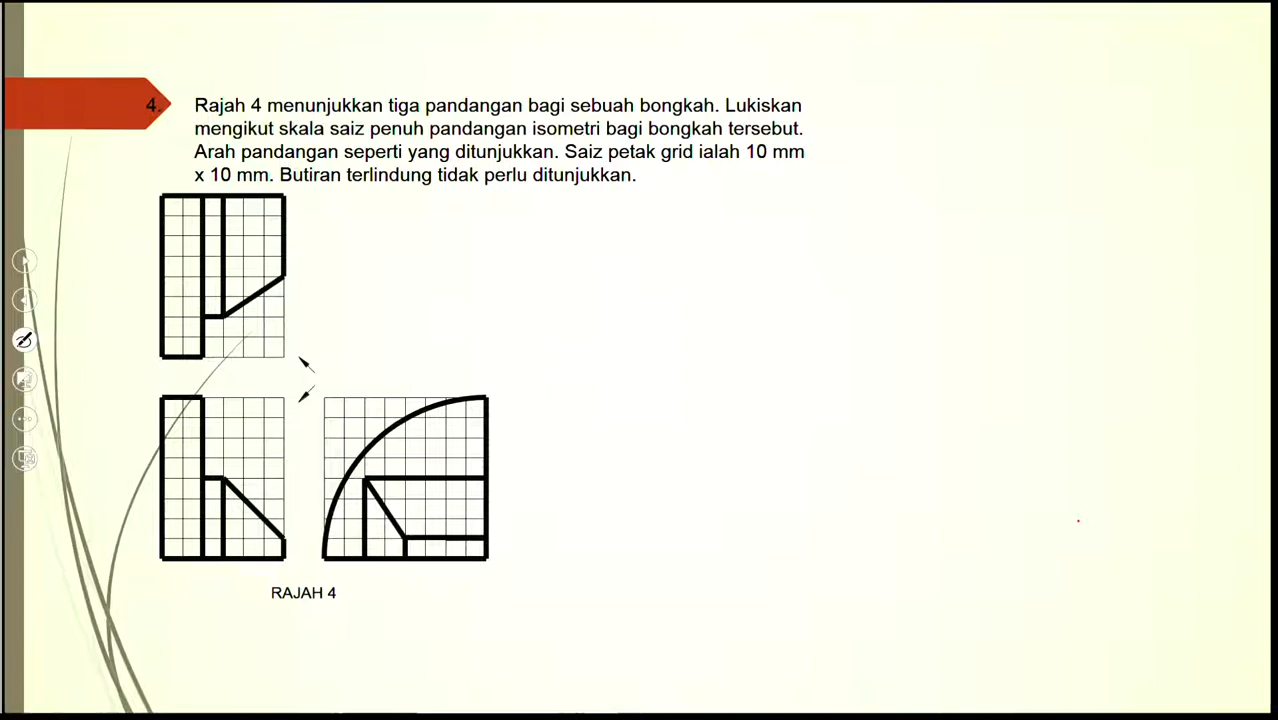 4. Rajah 4 menunjukkan tiga pandangan bagi sebuah bongkah. Lukiskan
mengikut skala saiz penuh pandangan isometri bagi bongkah tersebut.
Arah pandangan seperti yang ditunjukkan. Saiz petak grid ialah 10 mm
x 10 mm. Butiran terlindung tidak perlu ditunjukkan.
RAJAH 4